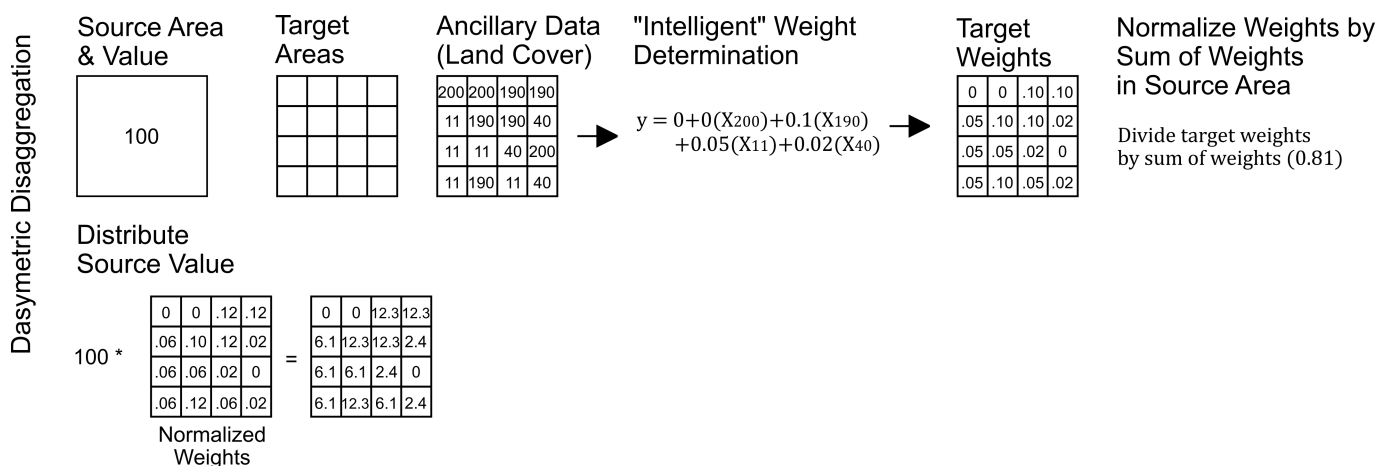 Dasymetric Disaggregation
Source Area
& Value
100
Target
Areas
Ancillary Data
(Land Cover)
200 200 190 190
11 190 190 40
11 11 40 200
11 190 11 40
"Intelligent" Weight
Determination
y = 0+0(X200)+0.1(X190)
+0.05(X11)+0.02(X40)
Target
Weights
0 0 .10 .10
.05 .10 .10 .02
.05 .05 .02 0
.05 .10 .05 .02
Normalize Weights by
Sum of Weights
in Source Area
Divide target weights
by sum of weights (0.81)
Distribute
Source Value
100 *
0 0 .12 .12
.06 .10 .12 .02
.06 .06 .02 0
.06 .12 .06 .02
Normalized
Weights
=
0 0 12.3 12.3
6.1 12.3 12.3 2.4
6.1 6.1 2.4 0
6.1 12.3 6.1 2.4